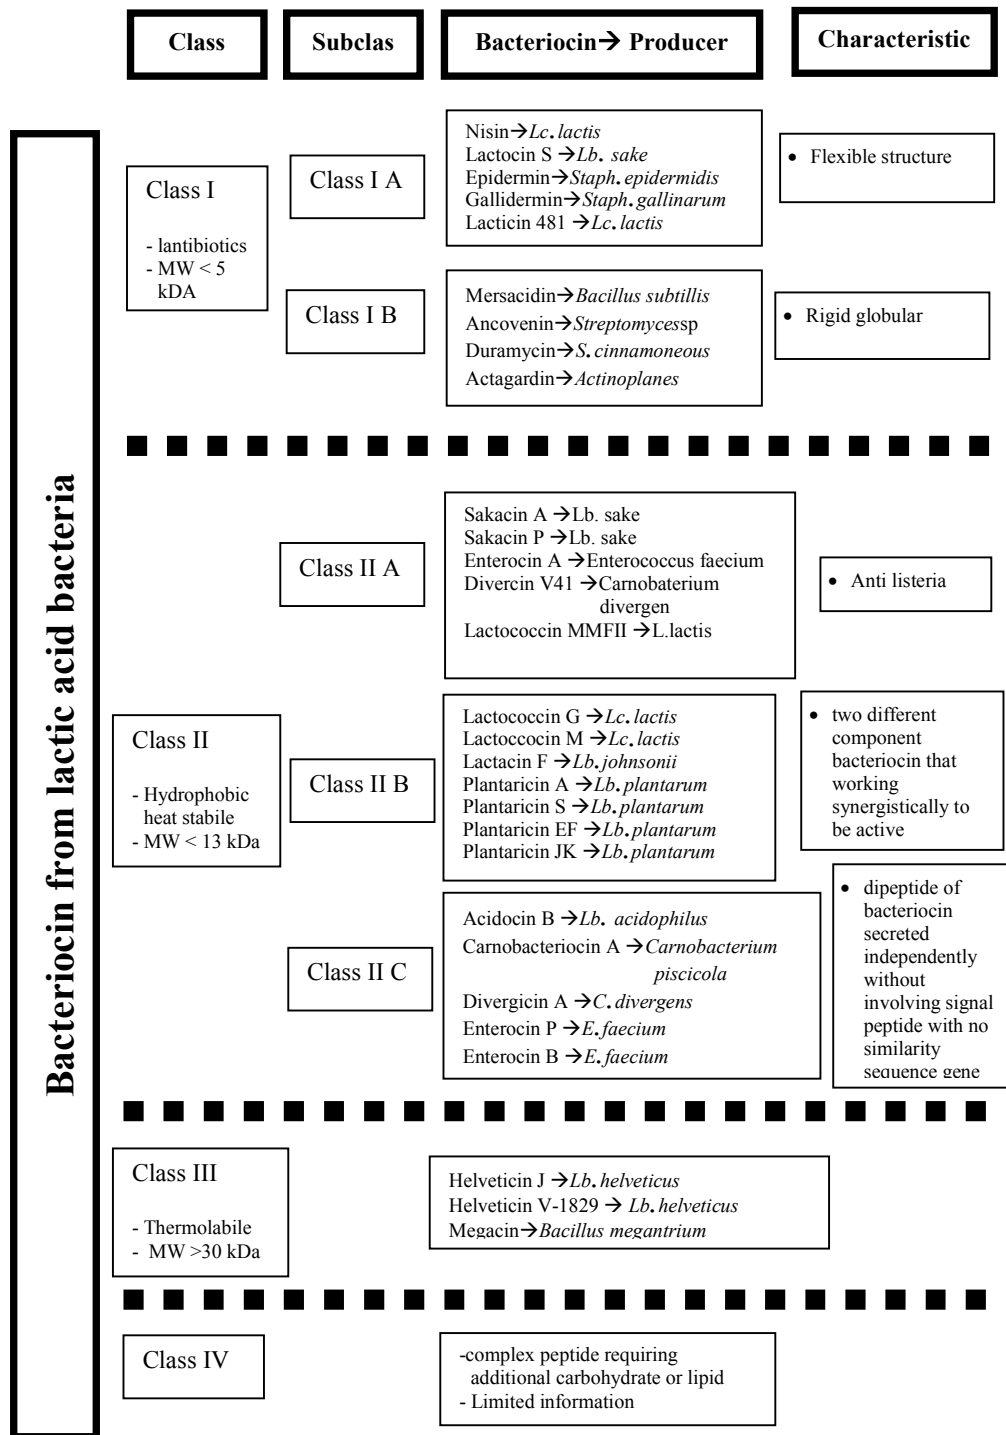 Class
Subclas
Bacteriocin→ Producer
Characteristic
Bacteriocin from lactic acid bacteria
Class I
- lantibiotics
- MW < 5
kDA
Class I A
Nisin→Lc. lactis
Lactocin S →Lb. sake
Epidermin→Staph. epidermidis
Gallidermin→Staph. gallinarum
Lacticin 481 →Lc. lactis
• Flexible structure
Class I B
Mersacidin→Bacillus subtillis
Ancovenin→Streptomycessp
Duramycin→S. cinnamoneous
Actagardin→Actinoplanes
• Rigid globular
Class II
- Hydrophobic
heat stabile
- MW < 13 kDa
Class II A
Sakacin A →Lb. sake
Sakacin P →Lb. sake
Enterocin A →Enterococcus faecium
Divercin V41 →Carnobaterium
divergen
Lactococcin MMFII →L.lactis
• Anti listeria
Class II B
Lactococcin G →Lc. lactis
Lactoccocin M →Lc. lactis
Lactacin F →Lb. johnsonii
Plantaricin A →Lb. plantarum
Plantaricin S →Lb. plantarum
Plantaricin EF →Lb. plantarum
Plantaricin JK →Lb. plantarum
• two different
component
bacteriocin that
working
synergistically to
be active
Class II C
Acidocin B →Lb. acidophilus
Carnobacteriocin A →Carnobacterium
piscicola
Divergicin A →C. divergens
Enterocin P →E. faecium
Enterocin B →E. faecium
• dipeptide of
bacteriocin
secreted
independently
without
involving signal
peptide with no
similarity
sequence gene
Class III
- Thermolabile
- MW >30 kDa
Helveticin J →Lb. helveticus
Helveticin V-1829 → Lb. helveticus
Megacin→Bacillus megantrium
Class IV
-complex peptide requiring
additional carbohydrate or lipid
- Limited information